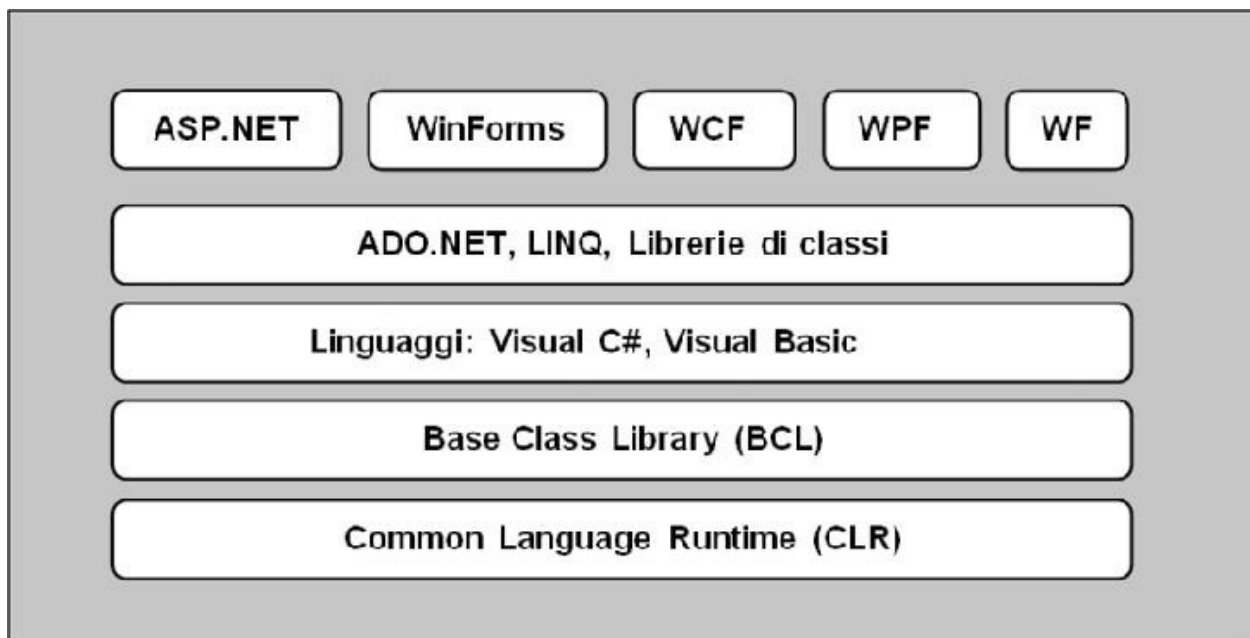 ASP.NET WinForms WCF WPF WF
ADO.NET, LINQ, Librerie di classi
Linguaggi: Visual C#, Visual Basic
Base Class Library (BCL)
Common Language Runtime (CLR)